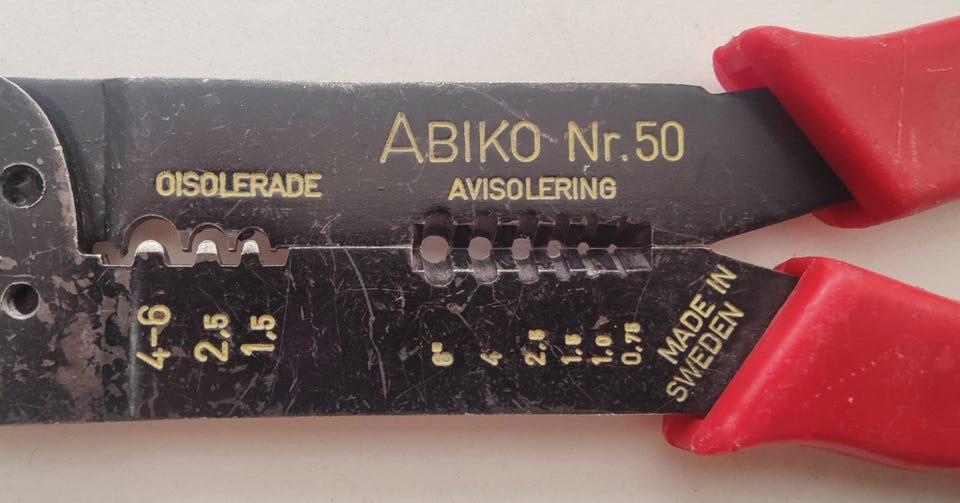 ABIKO Nr. 50
OISOLERADE
AVISOLERING
4-6
2.5
1.5
6
4
2.5
1.5
1.0
0.75
MADE IN
SWEDEN